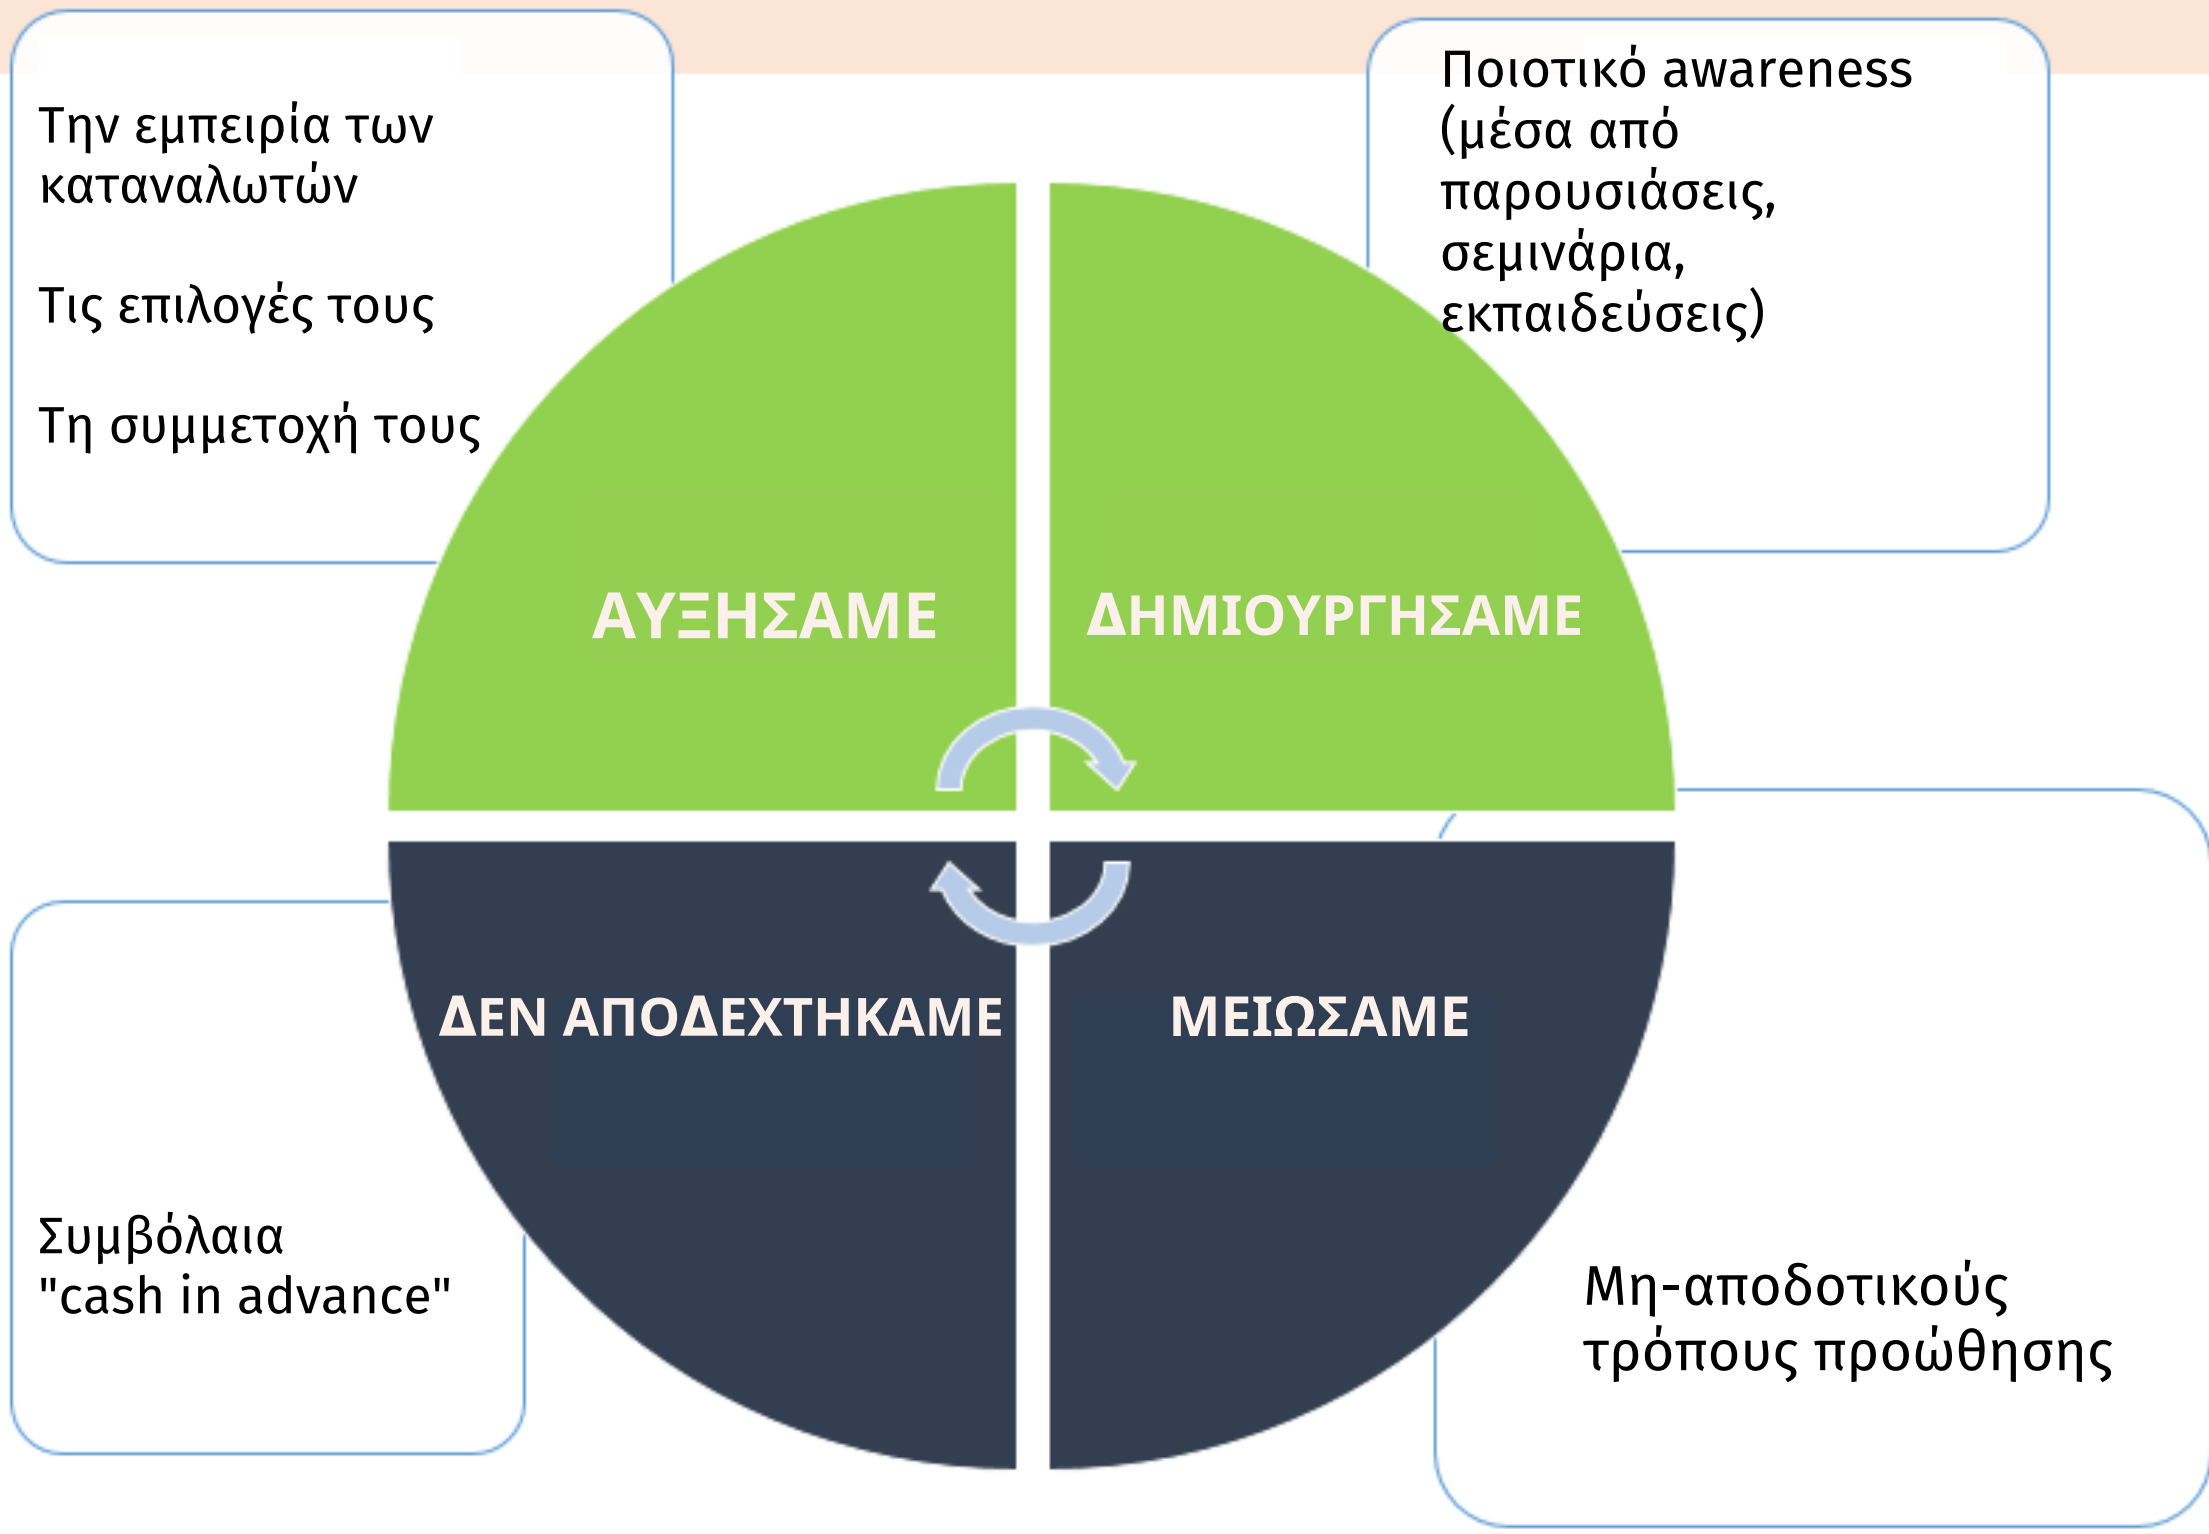 Την εμπειρία των
καταναλωτών
Τις επιλογές τους
Τη συμμετοχή τους
Ποιοτικό awareness
(μέσα από
παρουσιάσεις,
σεμινάρια,
εκπαιδεύσεις)
ΑΥΞΗΣΑΜΕ
ΔΗΜΙΟΥΡΓΗΣΑΜΕ
ΔΕΝ ΑΠΟΔΕΧΤΗΚΑΜΕ
ΜΕΙΩΣΑΜΕ
Συμβόλαια
"cash in advance"
Μη-αποδοτικούς
τρόπους προώθησης